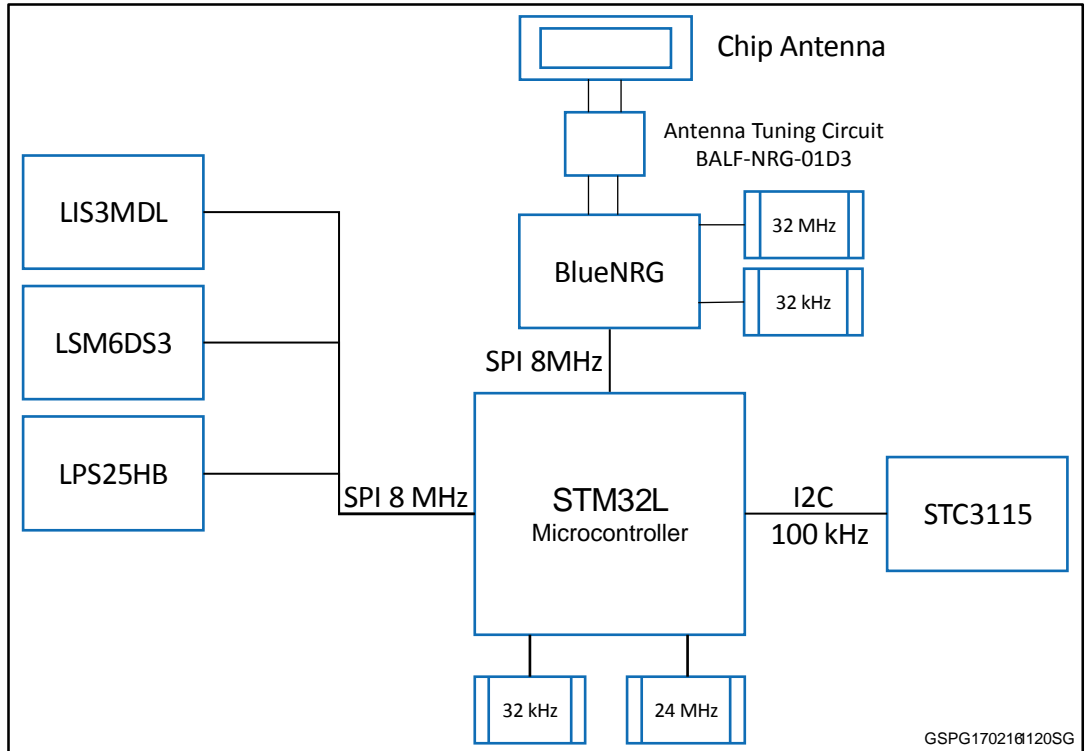 Chip Antenna
Antenna Tuning Circuit
BALF-NRG-01D3
LIS3MDL
32 MHz
BlueNRG
32 kHz
LSM6DS3
SPI 8MHz
LPS25HB
SPI 8 MHz
STM32L
Microcontroller
I2C
100 kHz
STC3115
32 kHz
24 MHz